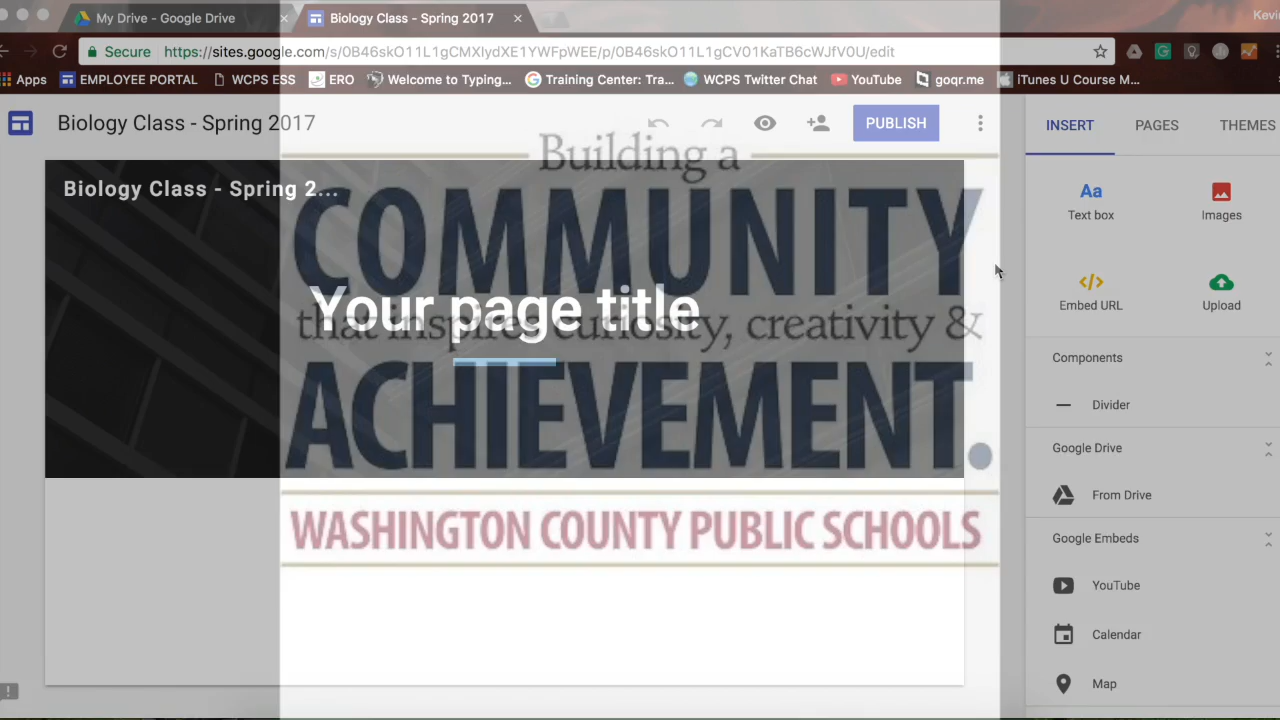 My Drive - Google Drive
Biology Class - Spring 2017
Kevi
Secure https://sites.google.com/s/0B46skO11L1gCMXIydXE1YWFpWEE/p/0B46skO11L1gCV01KaTB6cWJfV0U/edit
Apps EMPLOYEE PORTAL WCPS ESS ERO Welcome to Typing... Training Center: Tra... WCPS Twitter Chat YouTube goqr.me iTunes U Course M...
Biology Class - Spring 2017
PUBLISH
INSERT PAGES THEMES
Building a
Biology Class - Spring 2...
COMMUNITY
Your page title
that inspires curiosity, creativity &
ACHIEVEMENT.
WASHINGTON COUNTY PUBLIC SCHOOLS
Aa
Text box Images
Embed URL Upload
Components
Divider
Google Drive
From Drive
Google Embeds
YouTube
Calendar
Map